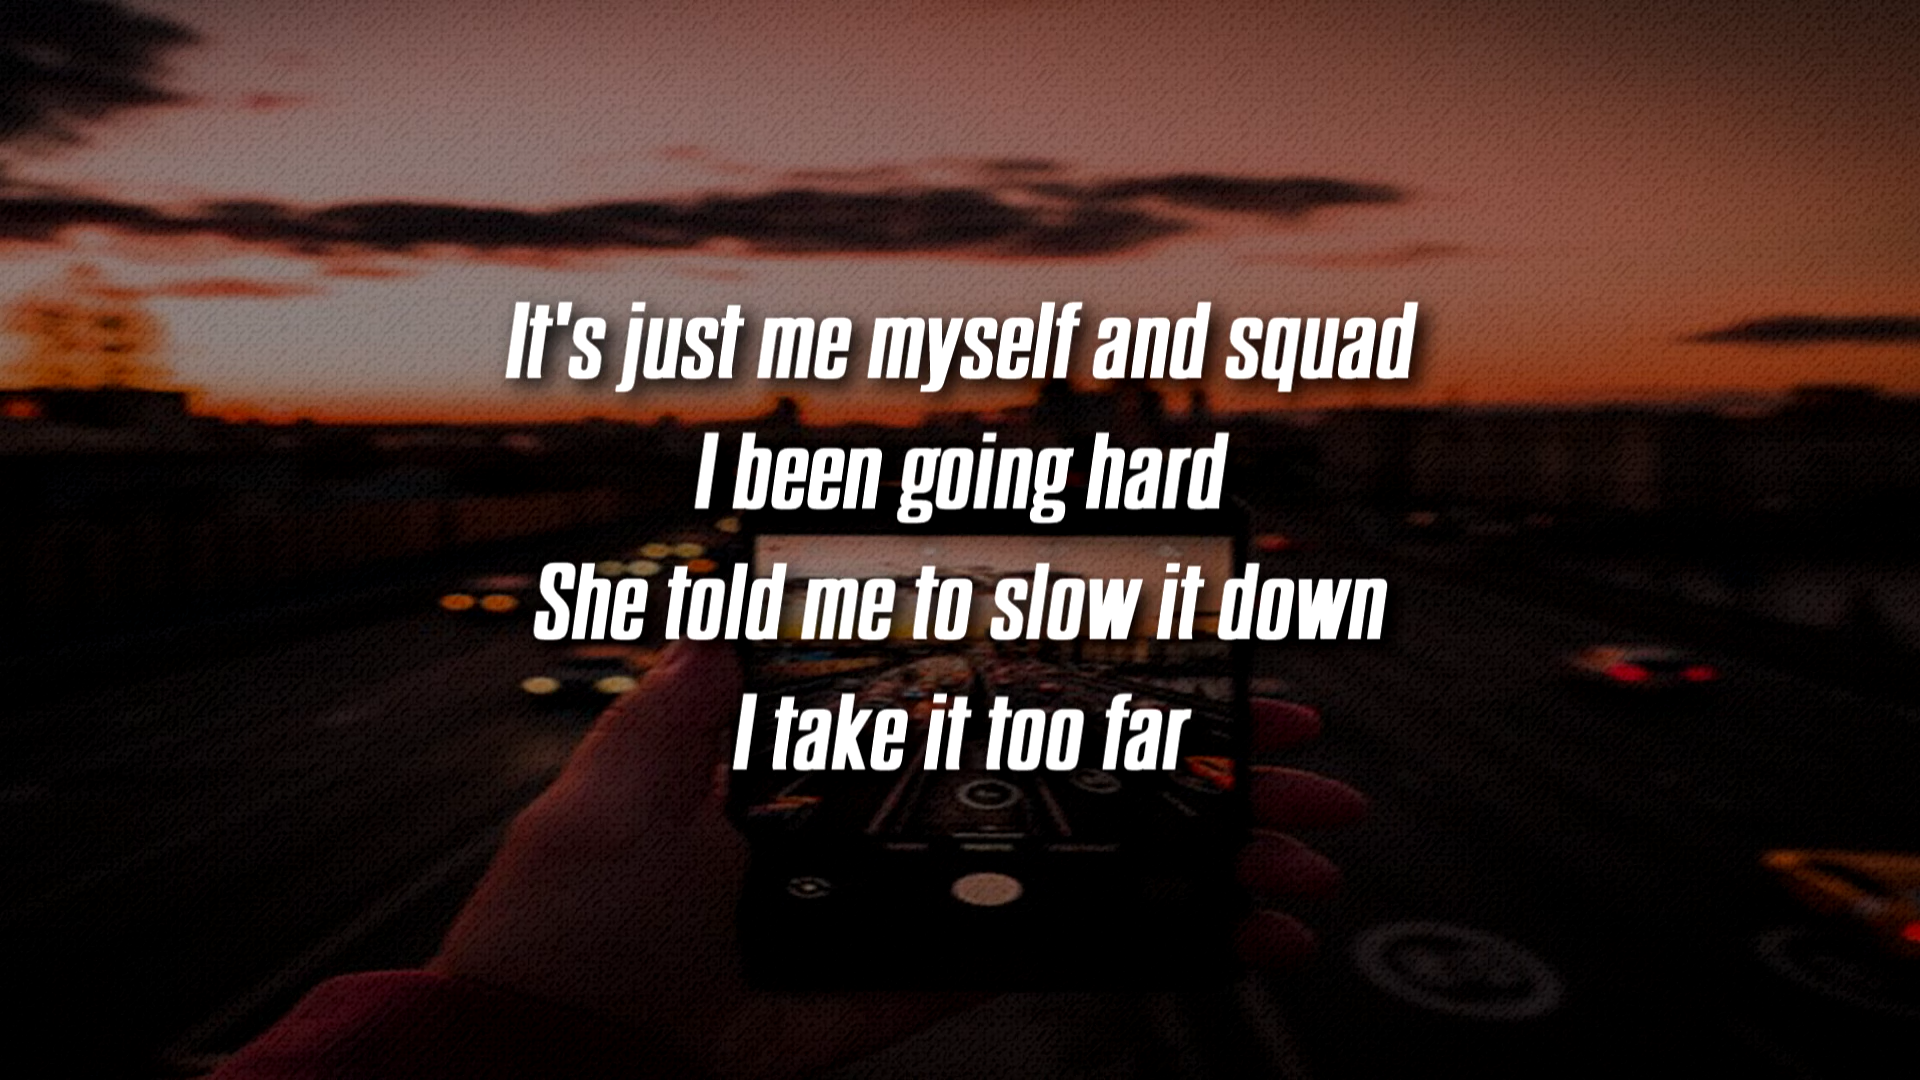 It's just me myself and squad
I been going hard
She told me to slow it down
I take it too far